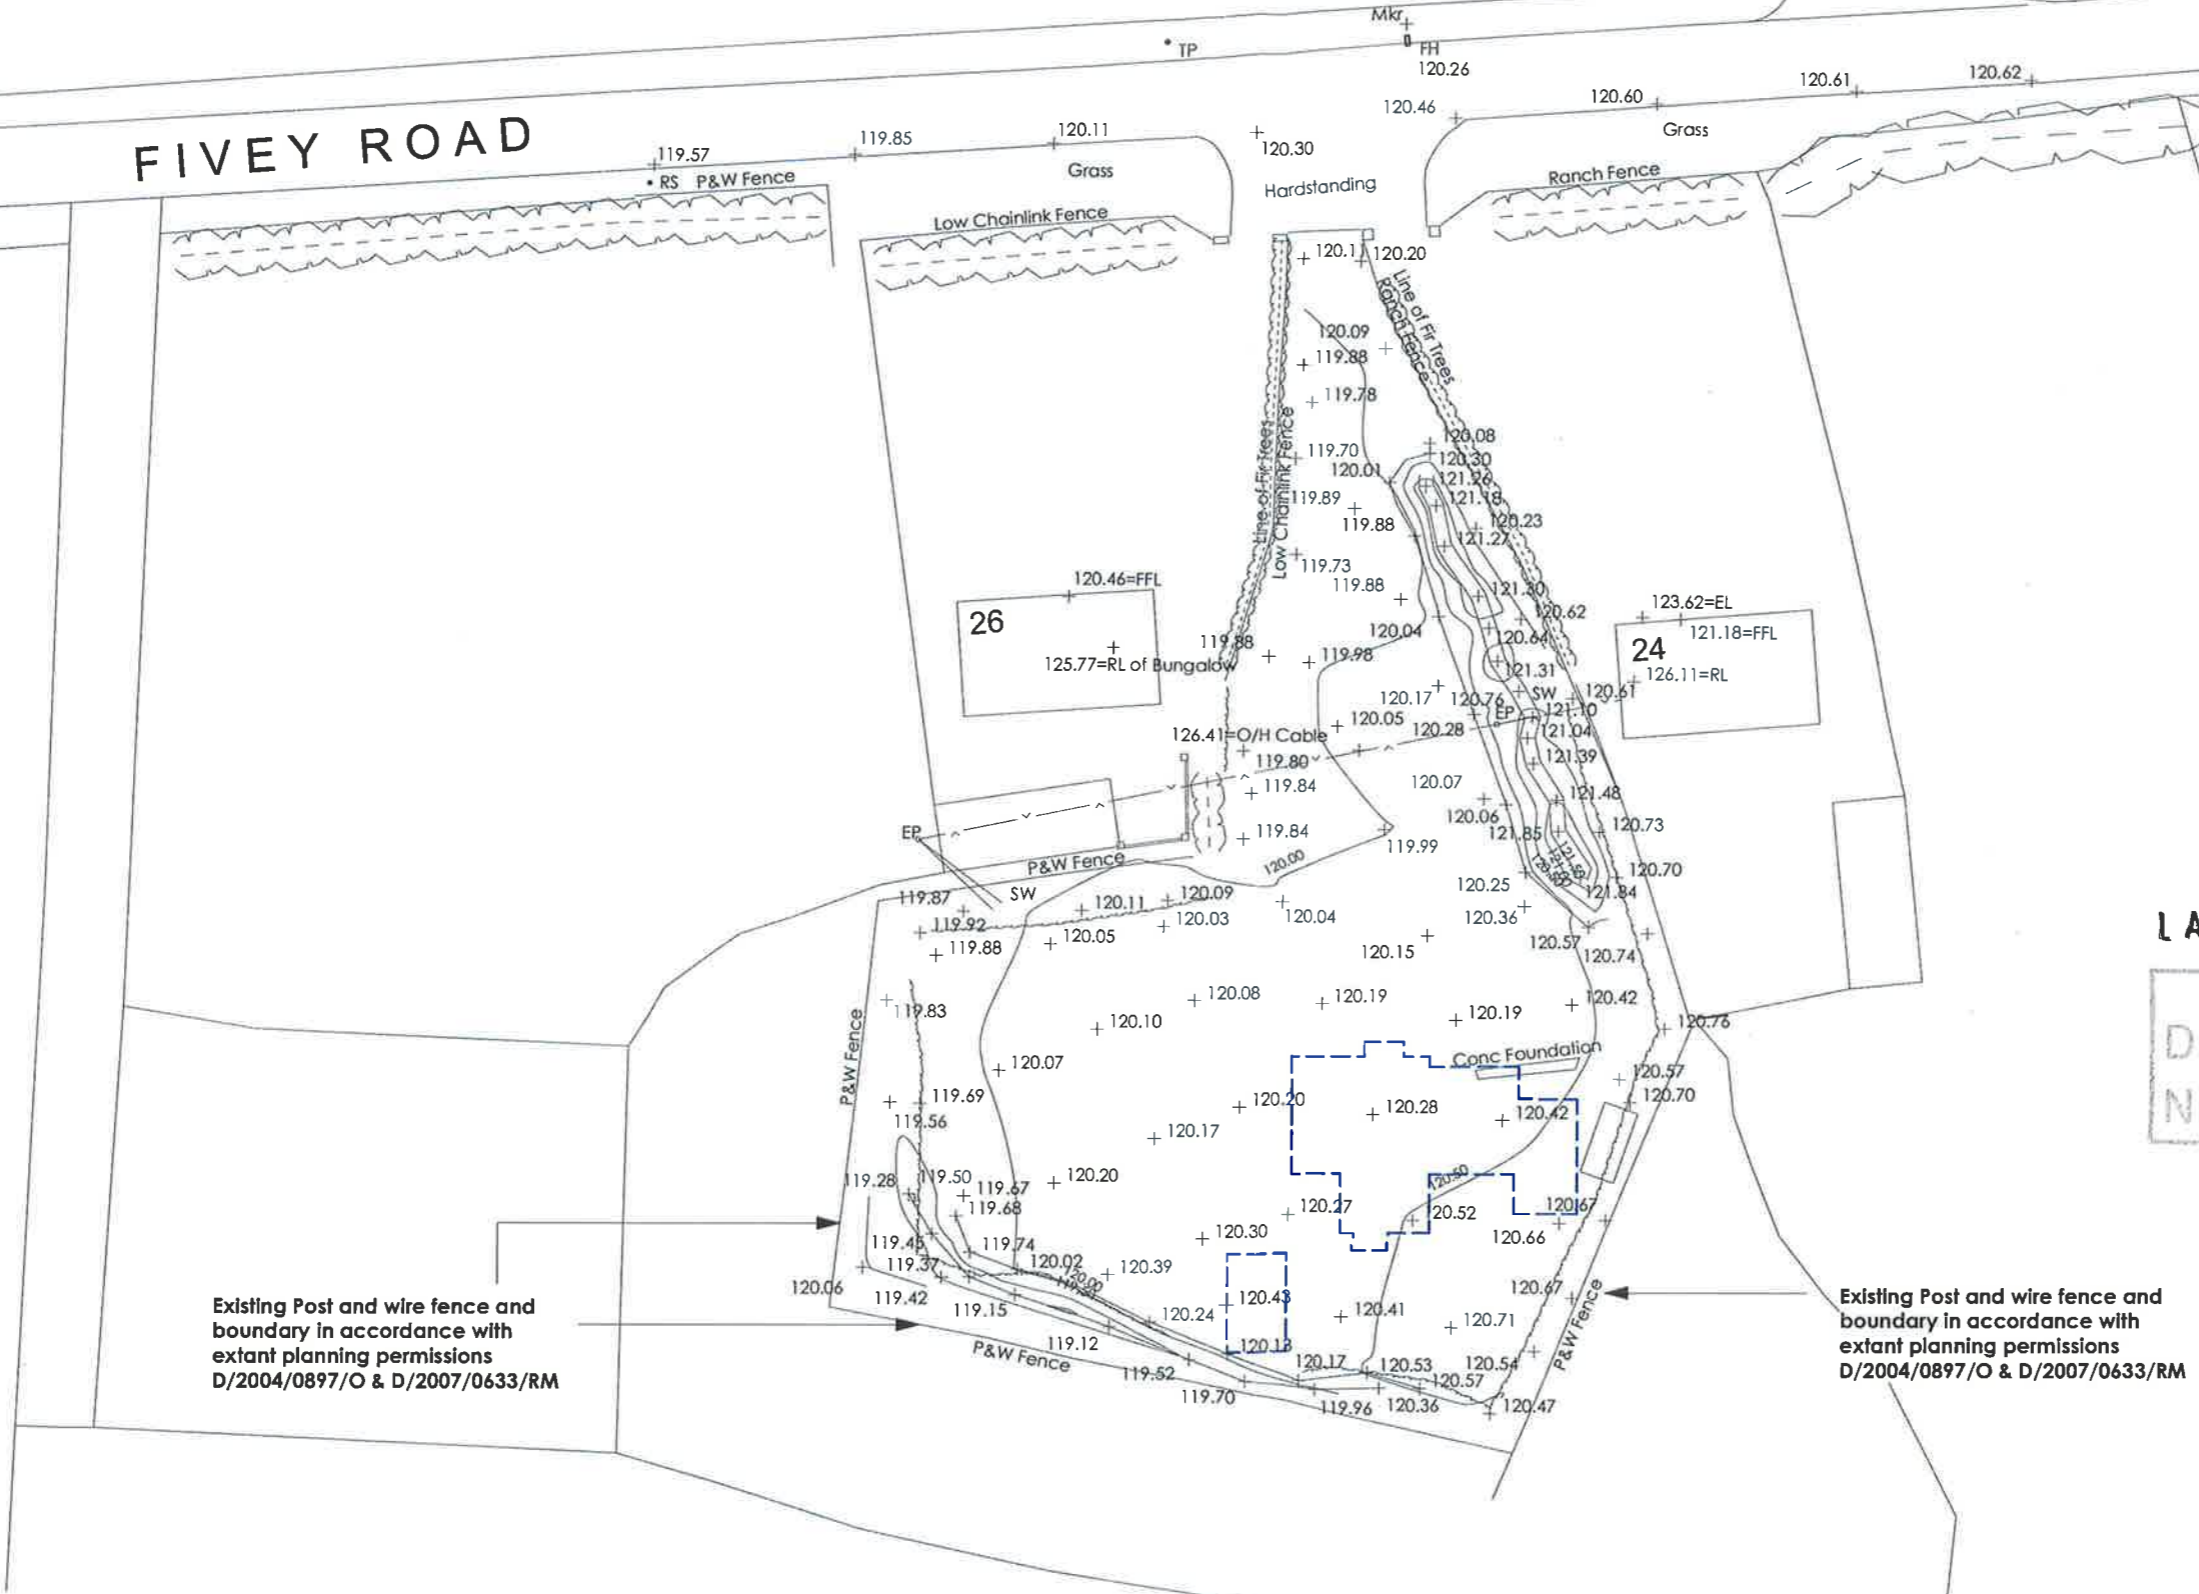 Mkr
TP
FH
120.26
120.62
120.61
120.60
120.46
FIVEY ROAD
119.57
119.85
120.11
120.30
Grass
Grass
RS P&W Fence
Hardstanding
Ranch Fence
Low Chainlink Fence
120.20
Line of Fir Trees
Ranch Fence
120.09
119.88
119.78
Line of Fir Trees
Low Chainlink Fence
119.70
120.08
120.30
120.01
121.26
119.89
121.18
119.88
120.23
121.27
119.73
119.88
121.30
120.46=FFL
26
120.62
123.62=EL
121.18=FFL
24
120.04
120.64
119.88
119.98
125.77=RL of Bungalow
121.31
126.11=RL
SW
120.61
120.17
120.76
EP
121.10
120.05
120.28
121.04
126.41=O/H Cable
119.80
121.39
119.84
120.07
121.48
120.06
EP
119.84
121.85
120.73
119.99
P&W Fence
120.00
120.70
120.25
121.84
119.87
SW
120.11
120.09
119.92
120.03
120.04
120.36
119.88
120.05
120.15
120.57
120.74
LA
119.83
120.08
120.19
120.42
120.10
120.19
120.76
D
P&W Fence
120.07
Conc Foundation
120.57
120.70
N
119.69
119.56
120.20
120.28
120.42
120.17
119.28
119.50
119.67
120.20
120.50
119.68
120.27
20.52
120.67
120.66
119.45
119.74
120.30
119.37
120.02
120.00
120.39
120.06
119.42
119.15
120.24
120.43
120.41
120.67
120.71
P&W Fence
119.12
120.13
P&W Fence
119.52
120.17
120.53
120.54
120.57
119.70
119.96
120.36
120.47
Existing Post and wire fence and
boundary in accordance with
extant planning permissions
D/2004/0897/O & D/2007/0633/RM
Existing Post and wire fence and
boundary in accordance with
extant planning permissions
D/2004/0897/O & D/2007/0633/RM